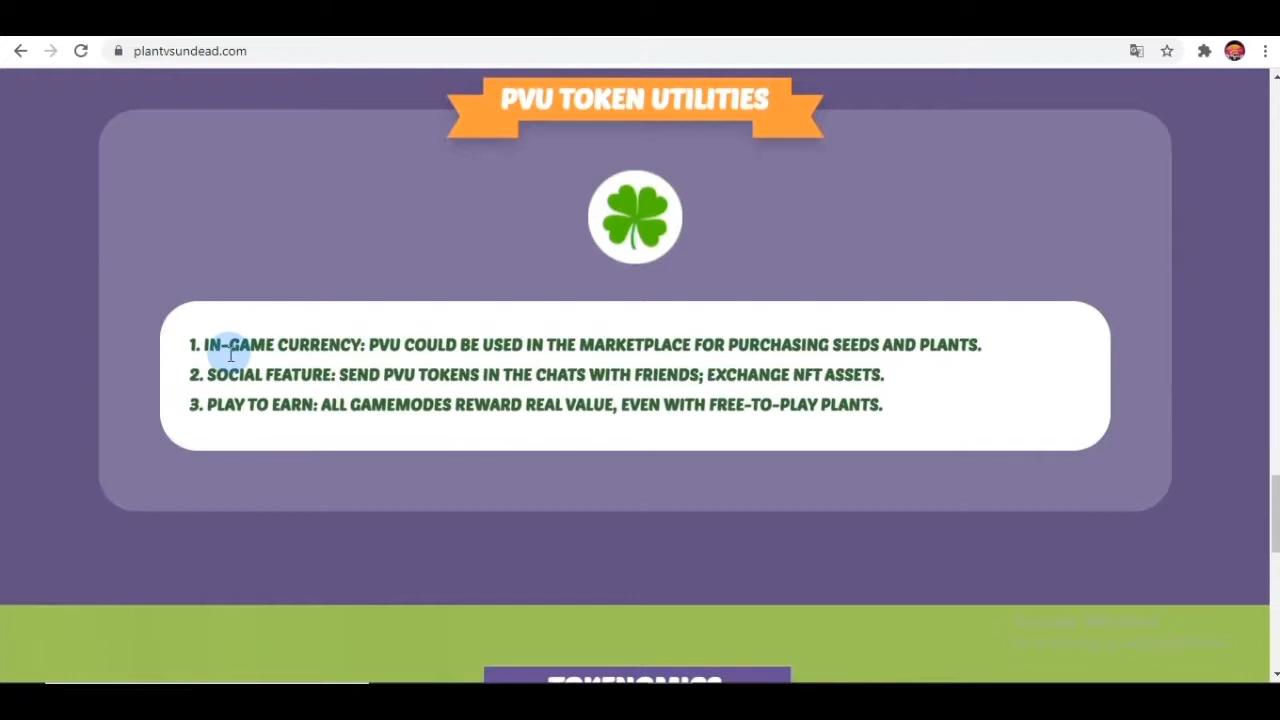 plantvsundead.com
PVU TOKEN UTILITIES
1. IN-GAME CURRENCY: PVU COULD BE USED IN THE MARKETPLACE FOR PURCHASING SEEDS AND PLANTS.
2. SOCIAL FEATURE: SEND PVU TOKENS IN THE CHATS WITH FRIENDS; EXCHANGE NFT ASSETS.
3. PLAY TO EARN: ALL GAMEMODES REWARD REAL VALUE, EVEN WITH FREE-TO-PLAY PLANTS.
TOKENOMICS